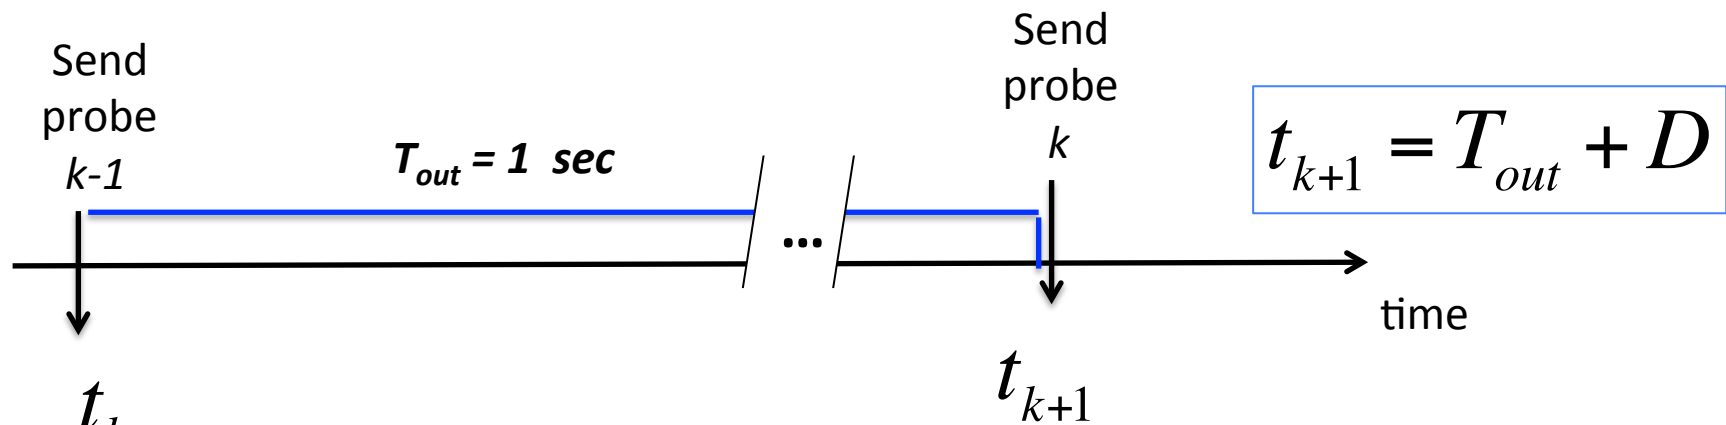 Send
probe
k-1
T_out = 1 sec
...
Send
probe
k
t_{k+1} = T_out + D
time
t_{k+1}